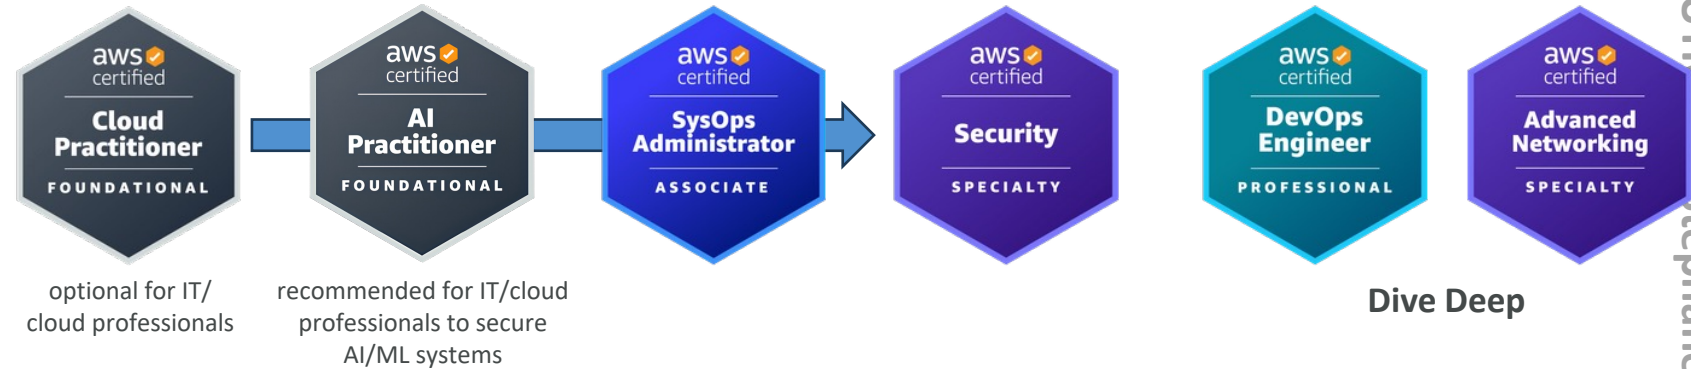 aws
certified
Cloud
Practitioner
FOUNDATIONAL
optional for IT/
cloud professionals
aws
certified
AI
Practitioner
FOUNDATIONAL
recommended for IT/cloud
professionals to secure
AI/ML systems
aws
certified
SysOps
Administrator
ASSOCIATE
aws
certified
Security
SPECIALTY
aws
certified
DevOps
Engineer
PROFESSIONAL
aws
certified
Advanced
Networking
SPECIALTY
Dive Deep